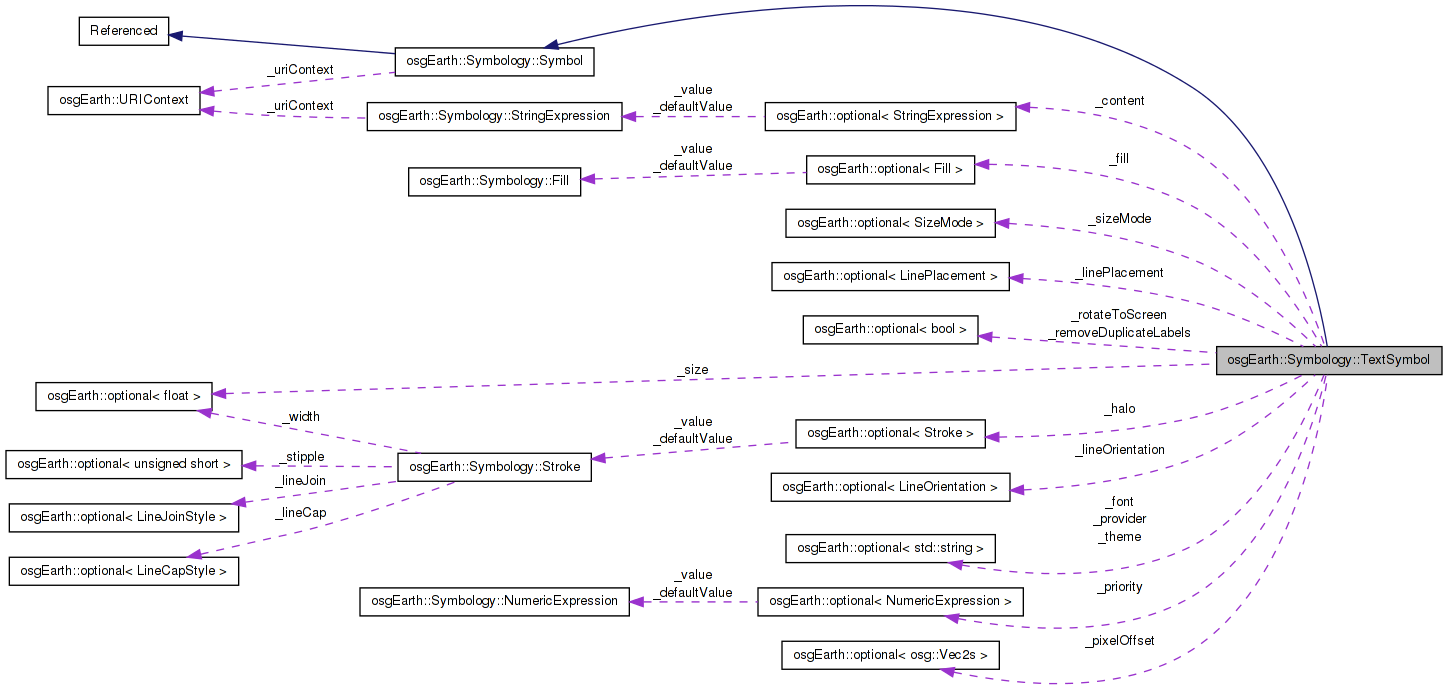 Referenced
osgEarth::Symbology::Symbol
_uriContext
osgEarth::URIContext
_uriContext
osgEarth::Symbology::StringExpression
_value
_defaultValue
osgEarth::optional< StringExpression >
_content
osgEarth::Symbology::Fill
_value
_defaultValue
osgEarth::optional< Fill >
_fill
osgEarth::optional< SizeMode >
_sizeMode
osgEarth::optional< LinePlacement >
_linePlacement
osgEarth::optional< bool >
_rotateToScreen
_removeDuplicateLabels
osgEarth::Symbology::TextSymbol
osgEarth::optional< float >
_size
_width
osgEarth::optional< unsigned short >
_stipple
osgEarth::Symbology::Stroke
_value
_defaultValue
osgEarth::optional< Stroke >
_halo
_lineJoin
osgEarth::optional< LineJoinStyle >
_lineCap
osgEarth::optional< LineCapStyle >
osgEarth::optional< LineOrientation >
_lineOrientation
osgEarth::optional< std::string >
_font
_provider
_theme
osgEarth::Symbology::NumericExpression
_value
_defaultValue
osgEarth::optional< NumericExpression >
_priority
osgEarth::optional< osg::Vec2s >
_pixelOffset